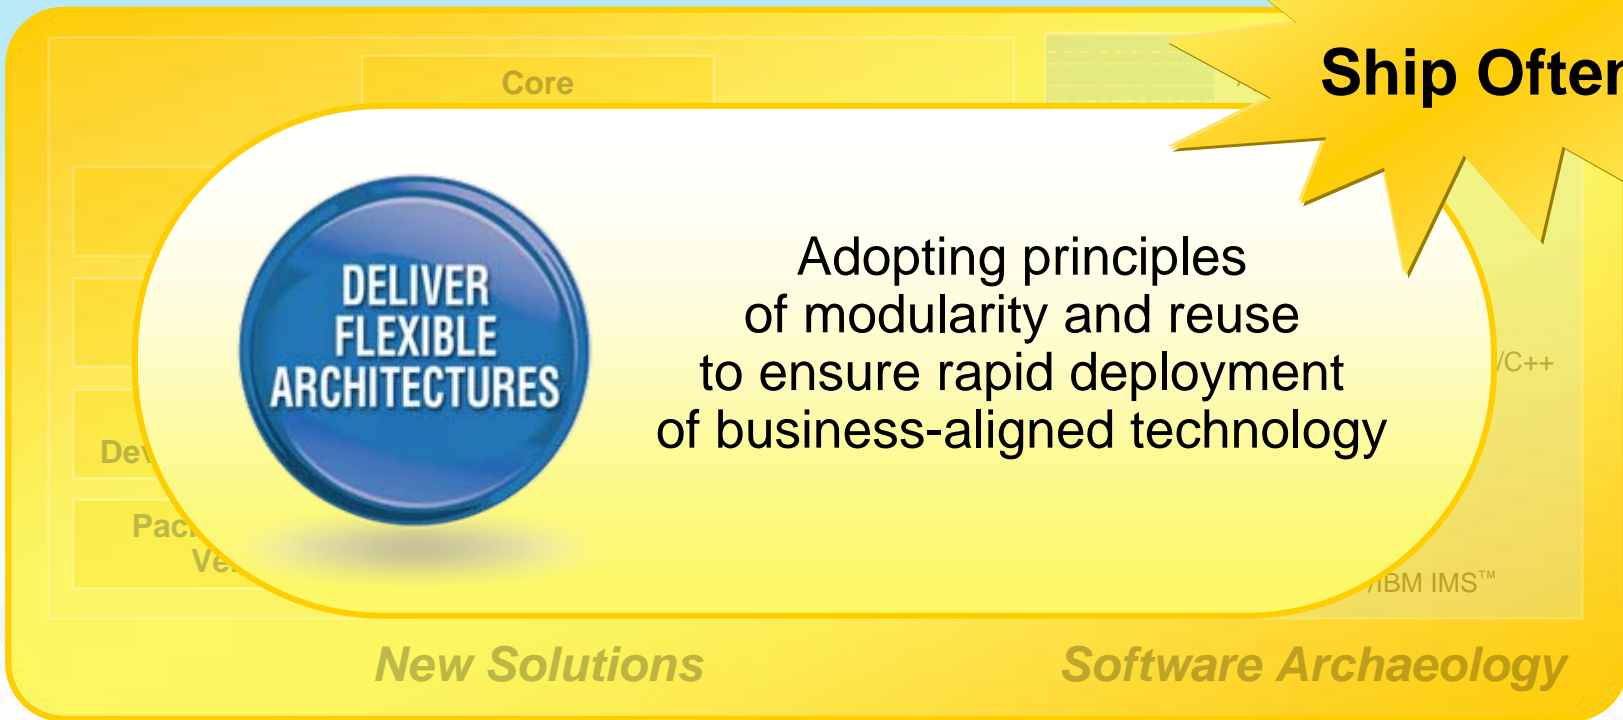 Ship Often
Core
DELIVER
FLEXIBLE
ARCHITECTURES
Adopting principles
of modularity and reuse
to ensure rapid deployment
of business-aligned technology
/C++
/IBM IMS™
New Solutions
Software Archaeology